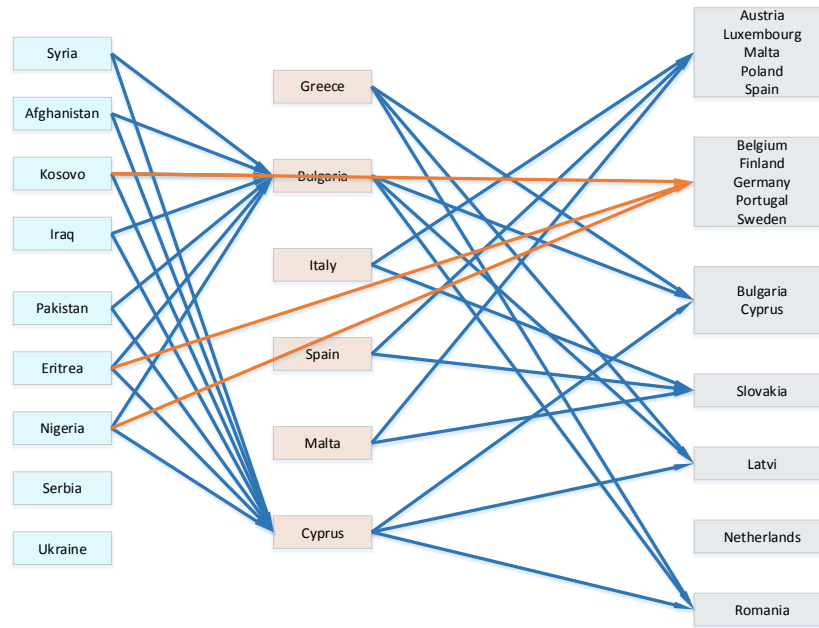 Syria
Afghanistan
Kosovo
Iraq
Pakistan
Eritrea
Nigeria
Serbia
Ukraine
Greece
Bulgaria
Italy
Spain
Malta
Cyprus
Austria
Luxembourg
Malta
Poland
Spain
Belgium
Finland
Germany
Portugal
Sweden
Bulgaria
Cyprus
Slovakia
Latvi
Netherlands
Romania